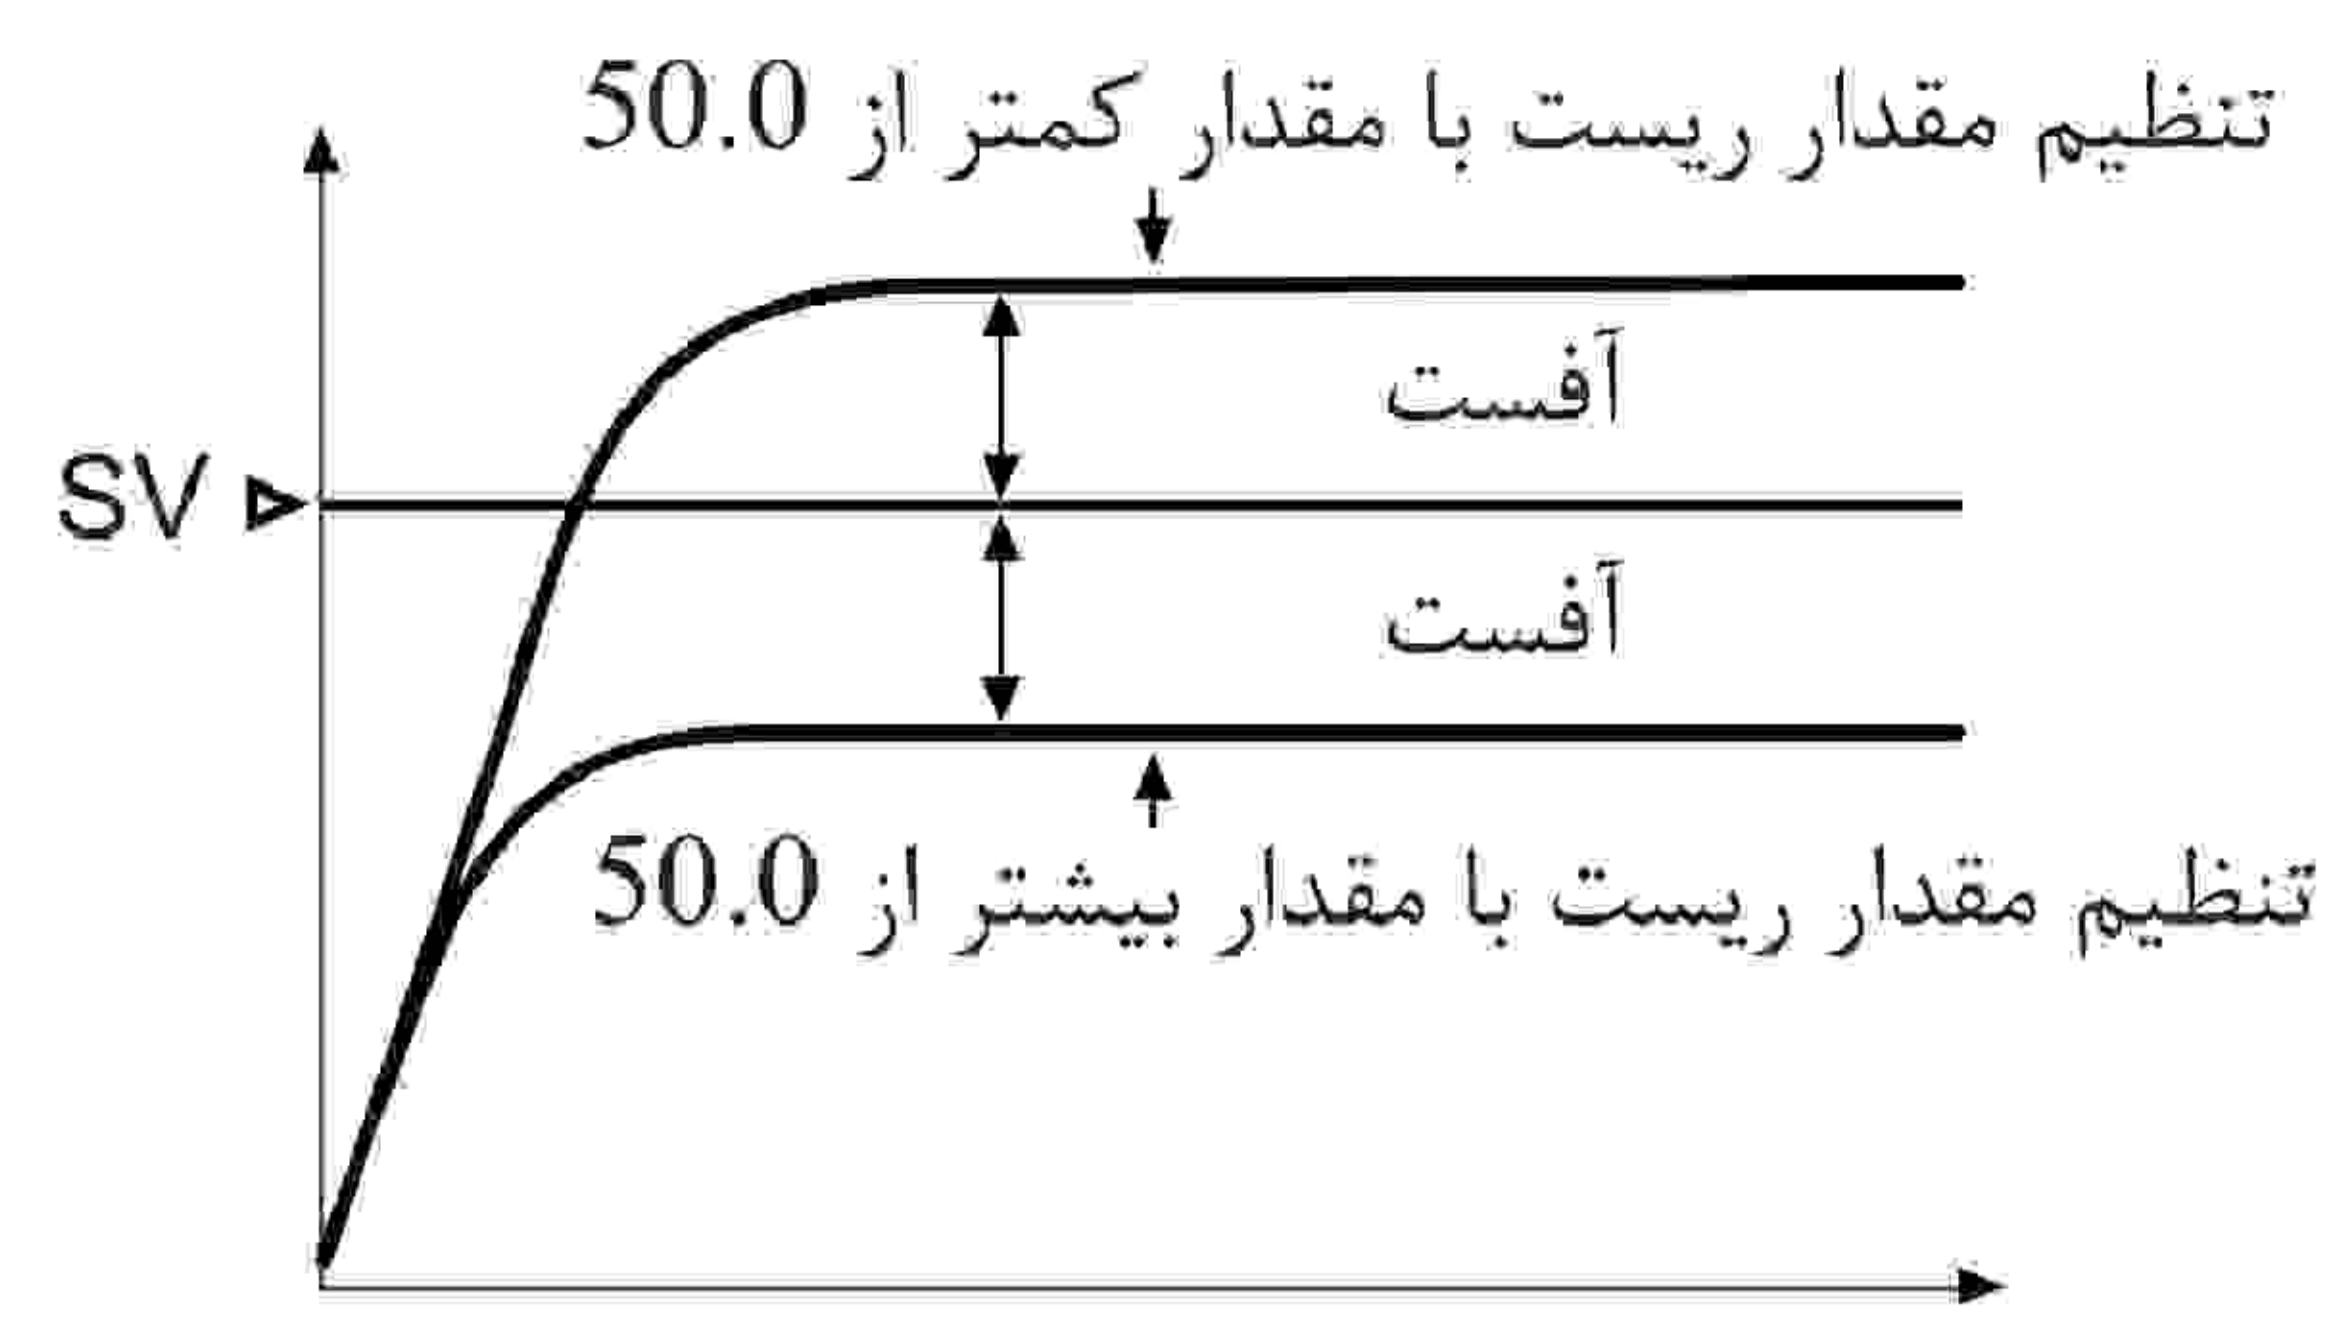 تنظیم مقدار ریست با مقدار کمتر از 50.0
آفست
SV
آفست
تنظیم مقدار ریست با مقدار بیشتر از 50.0